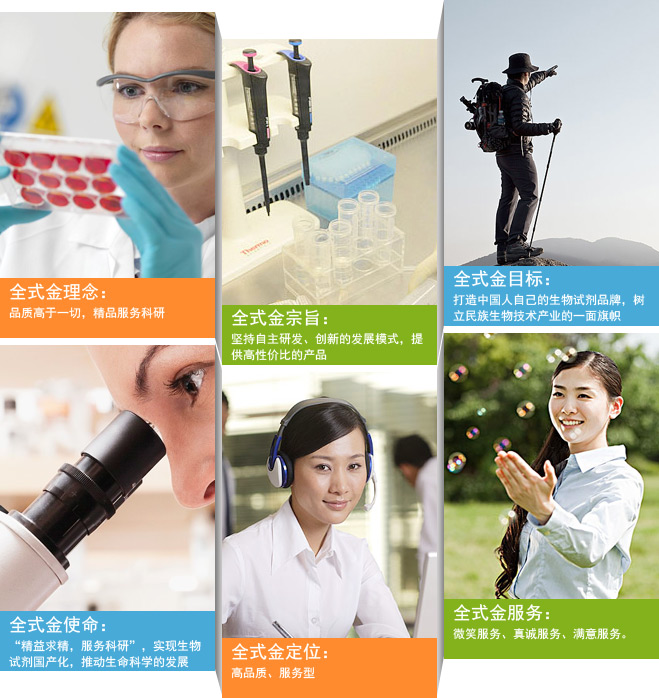 全式金理念：
品质高于一切，精品服务科研
Thermo
全式金宗旨：
坚持自主研发、创新的发展模式，提
供高性价比的产品
全式金目标：
打造中国人自己的生物试剂品牌，树
立民族生物技术产业的一面旗帜
全式金使命：
“精益求精，服务科研”，实现生物
试剂国产化，推动生命科学的发展
全式金定位：
高品质、服务型
全式金服务：
微笑服务、真诚服务、满意服务。